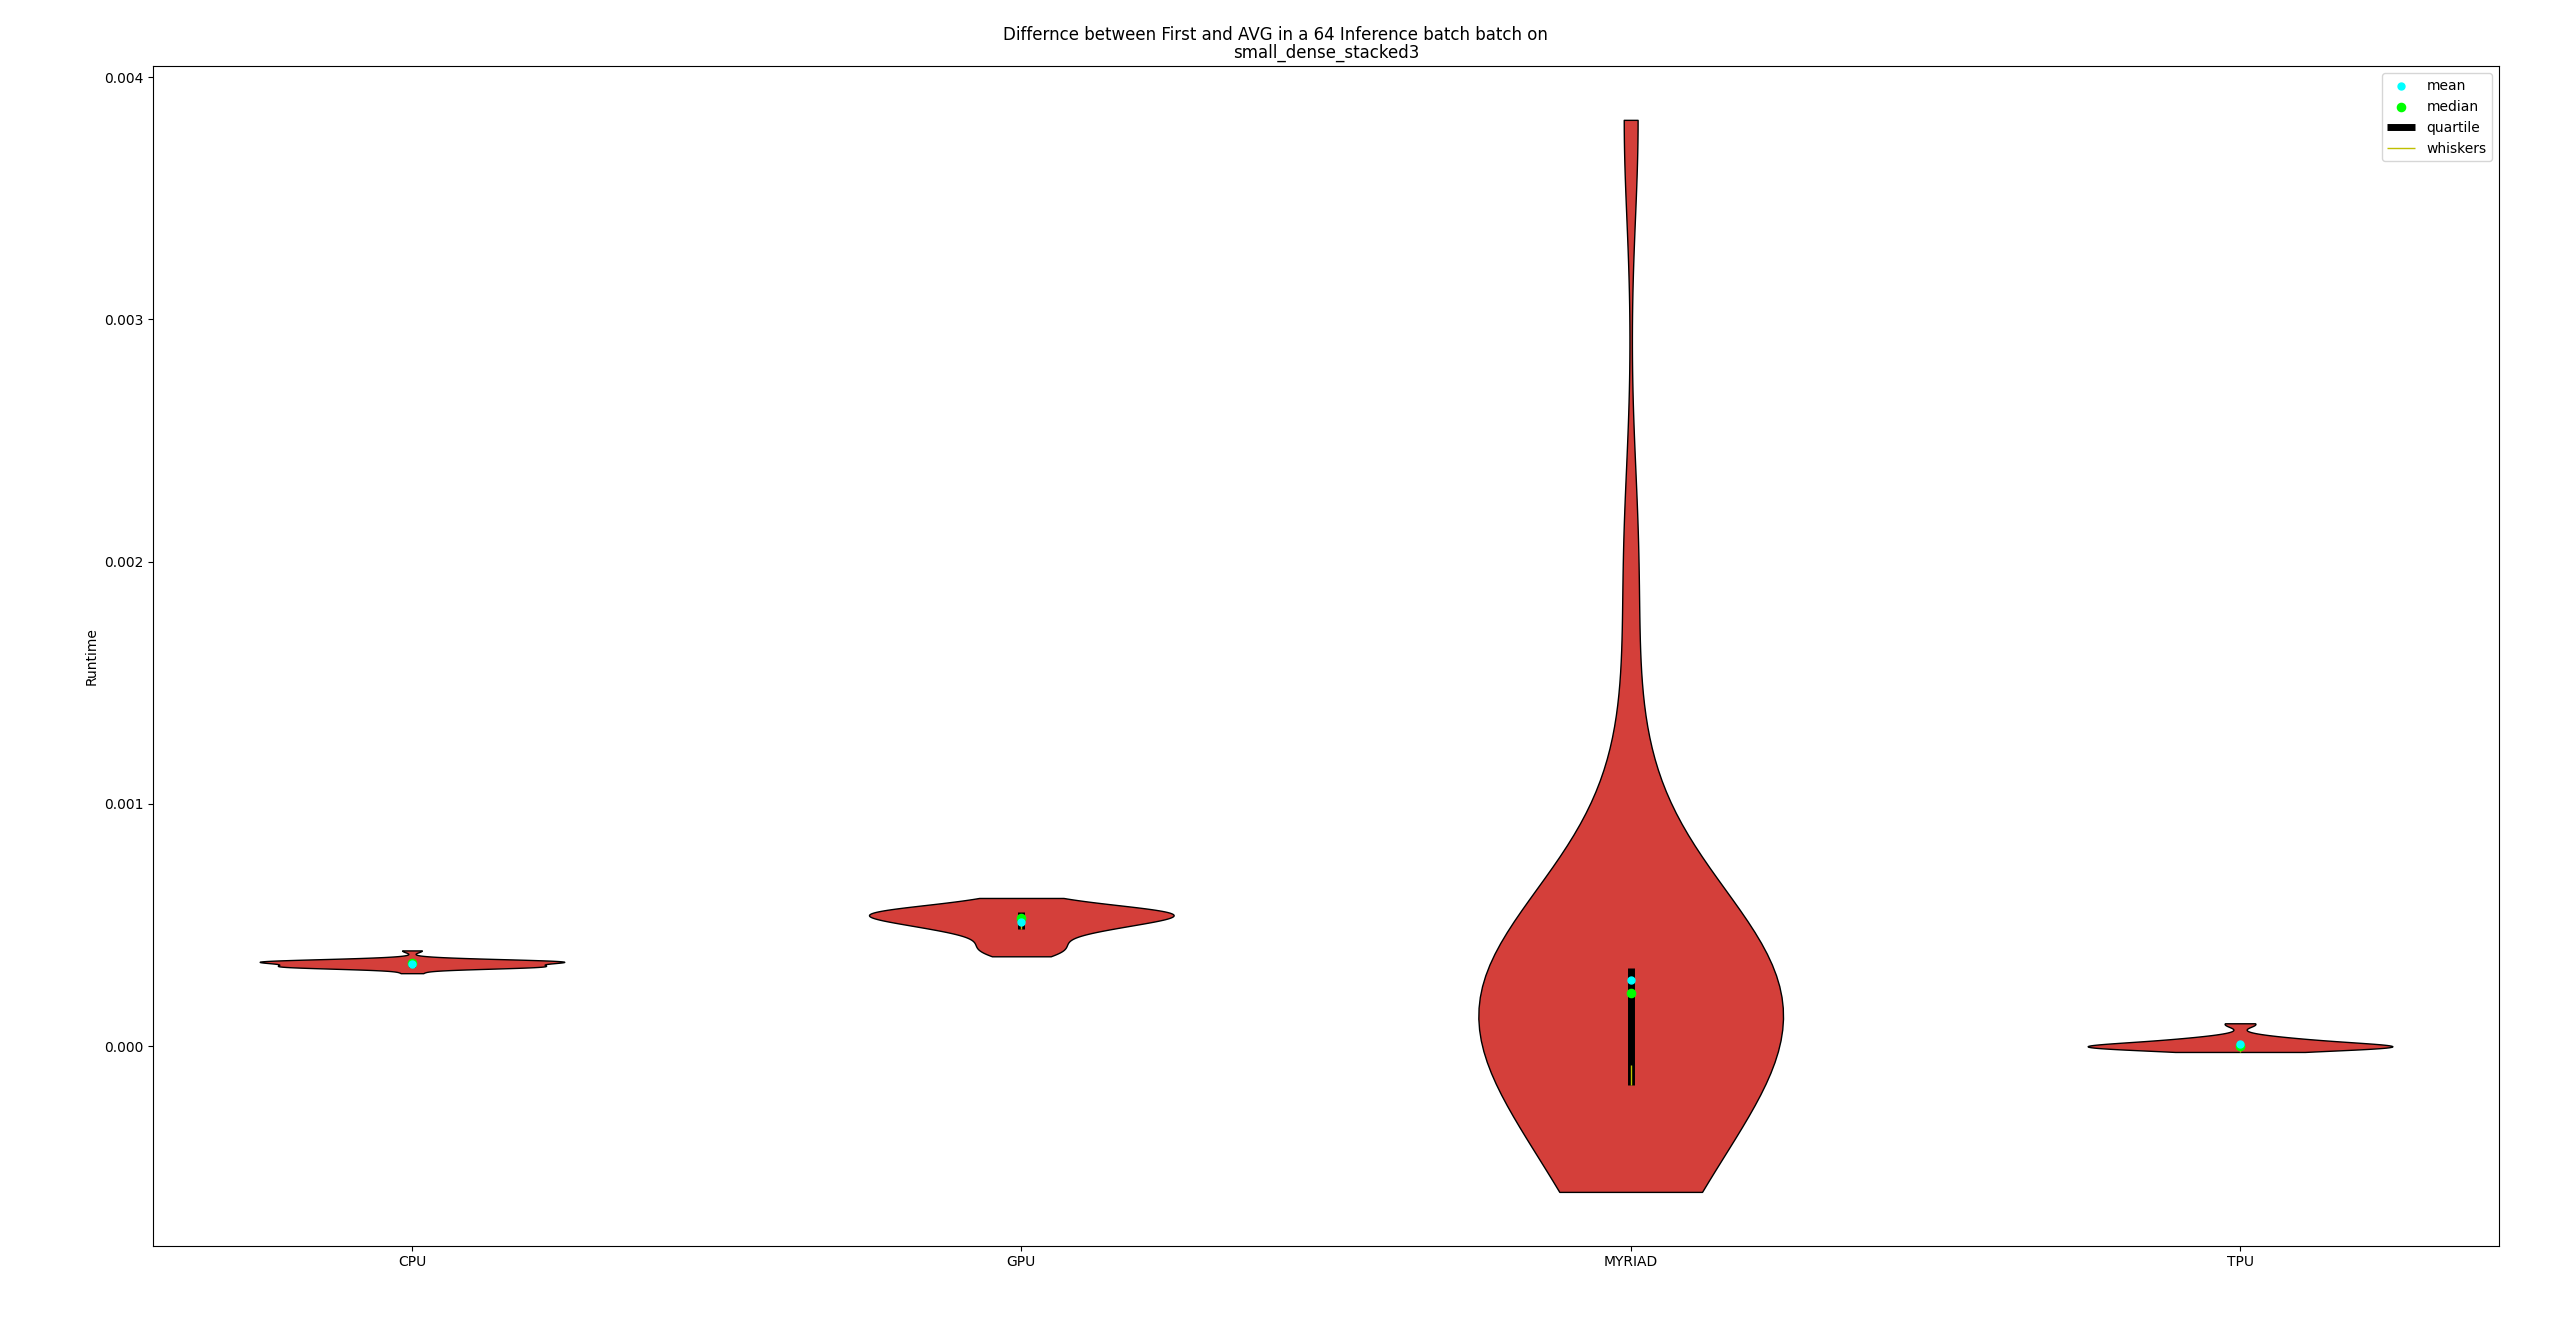 Differnce between First and AVG in a 64 Inference batch batch on
small_dense_stacked3
0.004
0.003
0.002
0.001
0.000
Runtime
mean
median
quartile
whiskers
CPU
GPU
MYRIAD
TPU